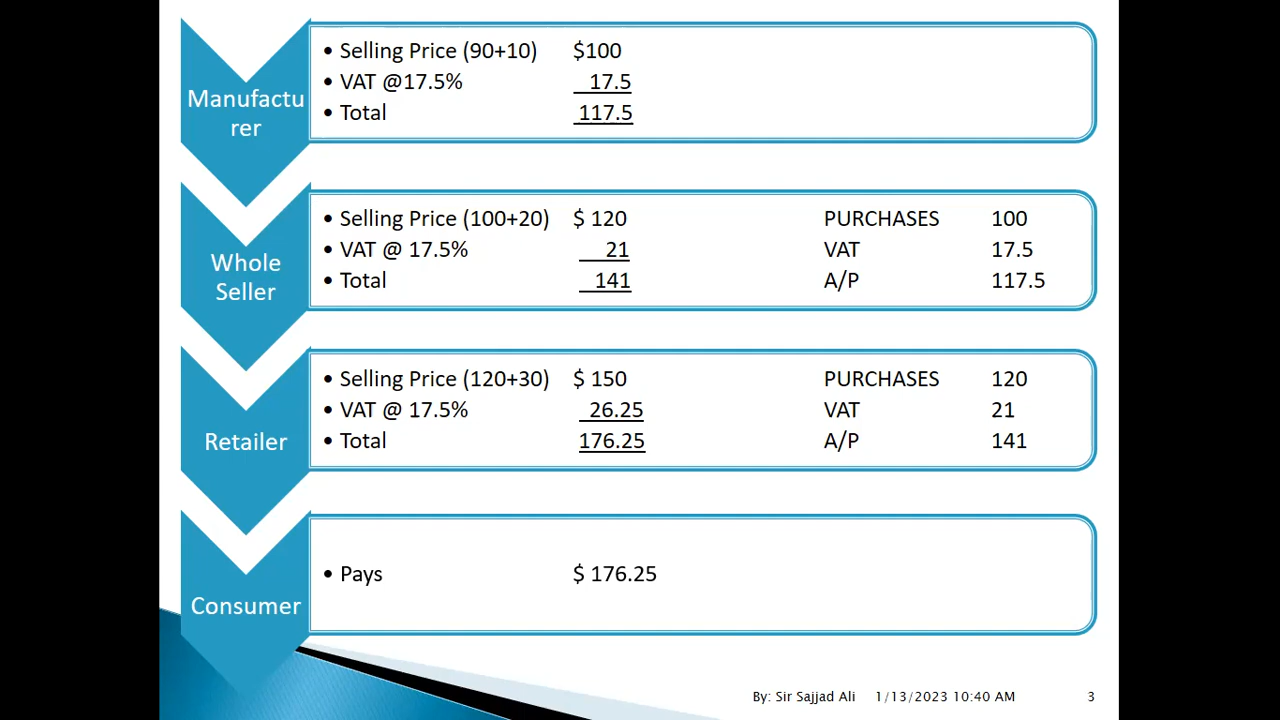 Manufactu
rer
• Selling Price (90+10) $100
• VAT @17.5% 17.5
• Total 117.5
Whole
Seller
• Selling Price (100+20) $ 120 PURCHASES 100
• VAT @ 17.5% 21 VAT 17.5
• Total 141 A/P 117.5
Retailer
• Selling Price (120+30) $ 150 PURCHASES 120
• VAT @ 17.5% 26.25 VAT 21
• Total 176.25 A/P 141
Consumer
• Pays $ 176.25
By: Sir Sajjad Ali 1/13/2023 10:40 AM 3